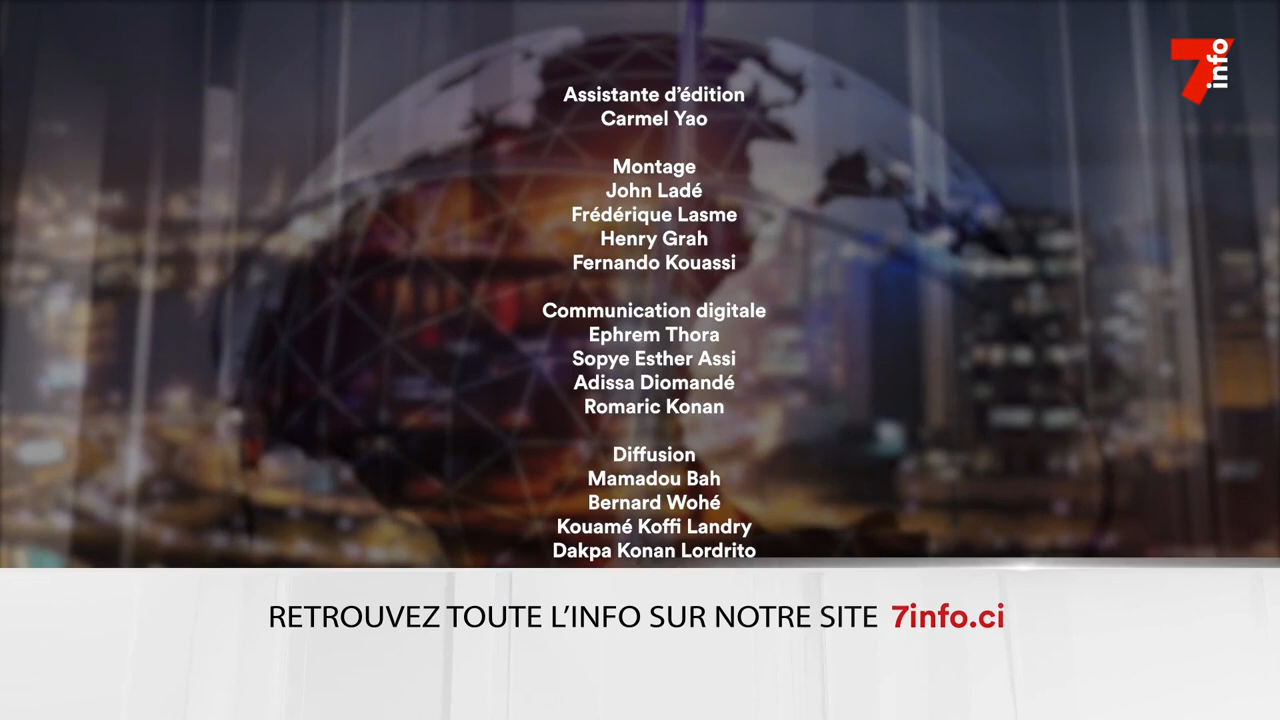 7info
Assistante d’édition
Carmel Yao
Montage
John Ladé
Frédérique Lasme
Henry Grah
Fernando Kouassi
Communication digitale
Ephrem Thora
Sopye Esther Assi
Adissa Diomandé
Romaric Konan
Diffusion
Mamadou Bah
Bernard Wohé
Kouamé Koffi Landry
Dakpa Konan Lordrito
RETROUVEZ TOUTE L’INFO SUR NOTRE SITE 7info.ci